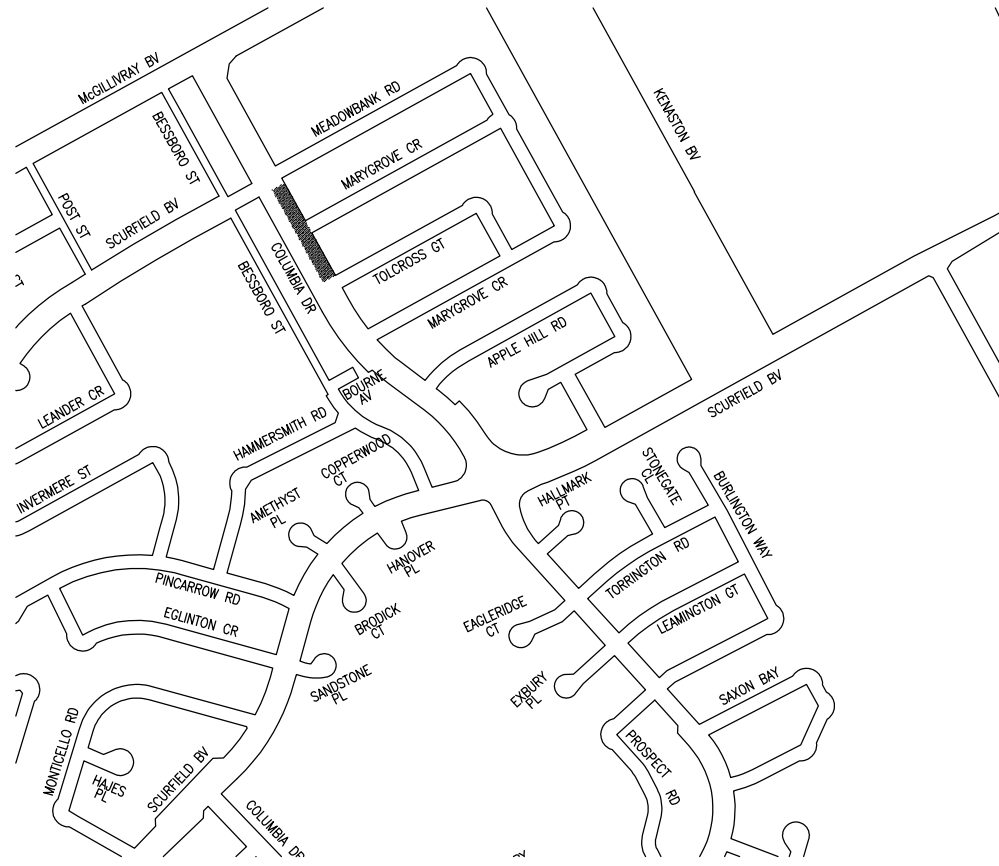 McGILLIVRAY BV
MEADOWBANK RD
KENASTON BV
BESSBORO ST
MARYGROVE CR
POST ST
SCURFIELD BV
COLUMBIA DR
TOLCROSS GT
BESSBORO ST
MARYGROVE CR
APPLE HILL RD
BOURNE
AV
SCURFIELD BV
LEANDER CR
HAMMERSMITH RD
COPPERWOOD
CT
INVERMERE ST
AMETHYST
PL
HALLMARK
PT
STONEGATE
CL
BURLINGTON WAY
HANOVER
PL
PINCARROW RD
TORRINGTON RD
EGLINTON CR
BRODICK
CT
EAGLERIDGE
CT
LEAMINGTON GT
SANDSTONE
PL
EXBURY
PL
SAXON BAY
MONTICELLO RD
PROSPECT RD
HAJES
PL
SCURFIELD BV
COLUMBIA DR